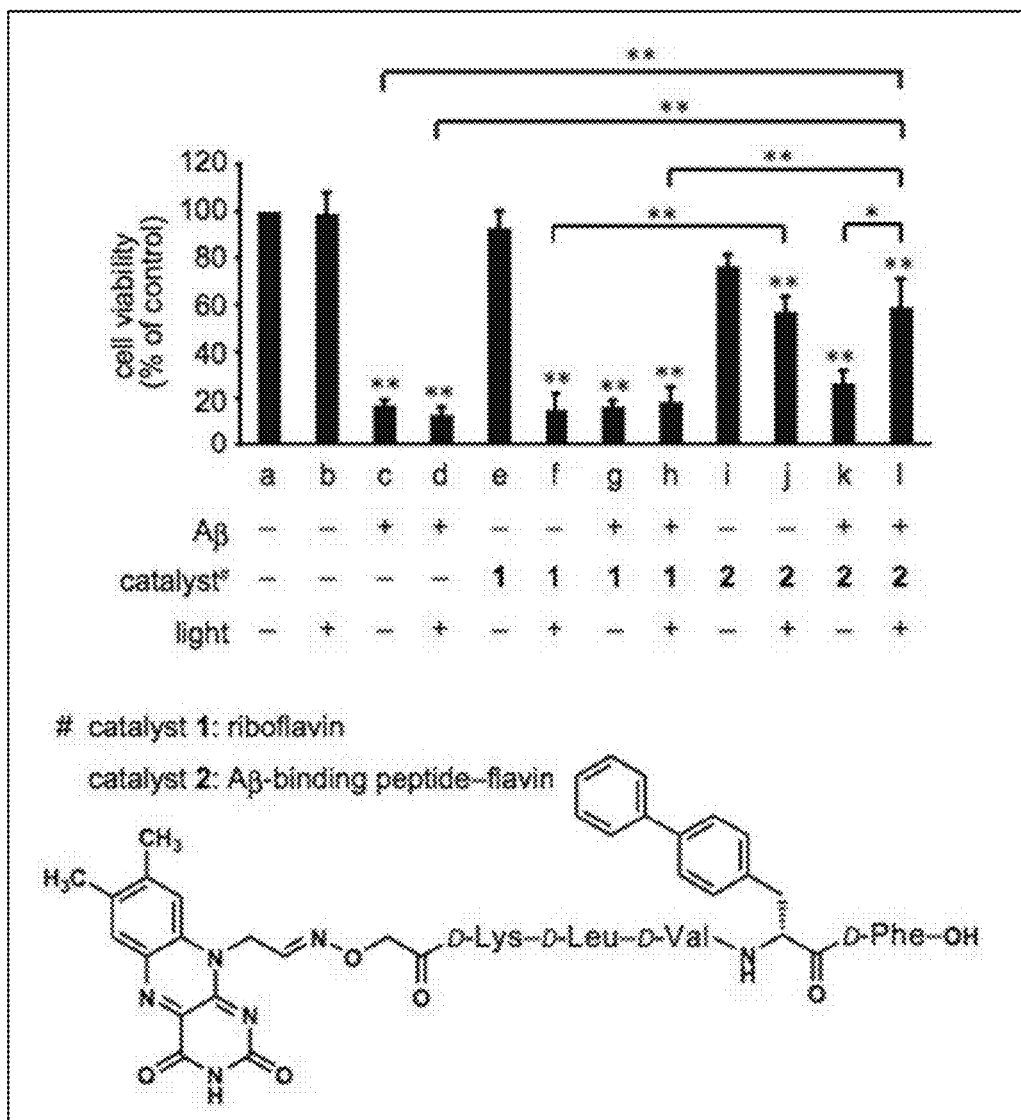 **
**
**
** *
** **
** ** ** ** ** **
120
100
80
60
40
20
0
cell viability
(% of control)
a b c d e f g h i j k l
Aβ – – + + – – + + – – + +
catalyst# – – – – 1 1 1 1 2 2 2 2
light – + – + – + – + – + – +
# catalyst 1: riboflavin
catalyst 2: Aβ-binding peptide–flavin
CH₃
H₃C
N N O D-Lys–D-Leu–D-Val N H O D-Phe–OH
O
N N
O N H O